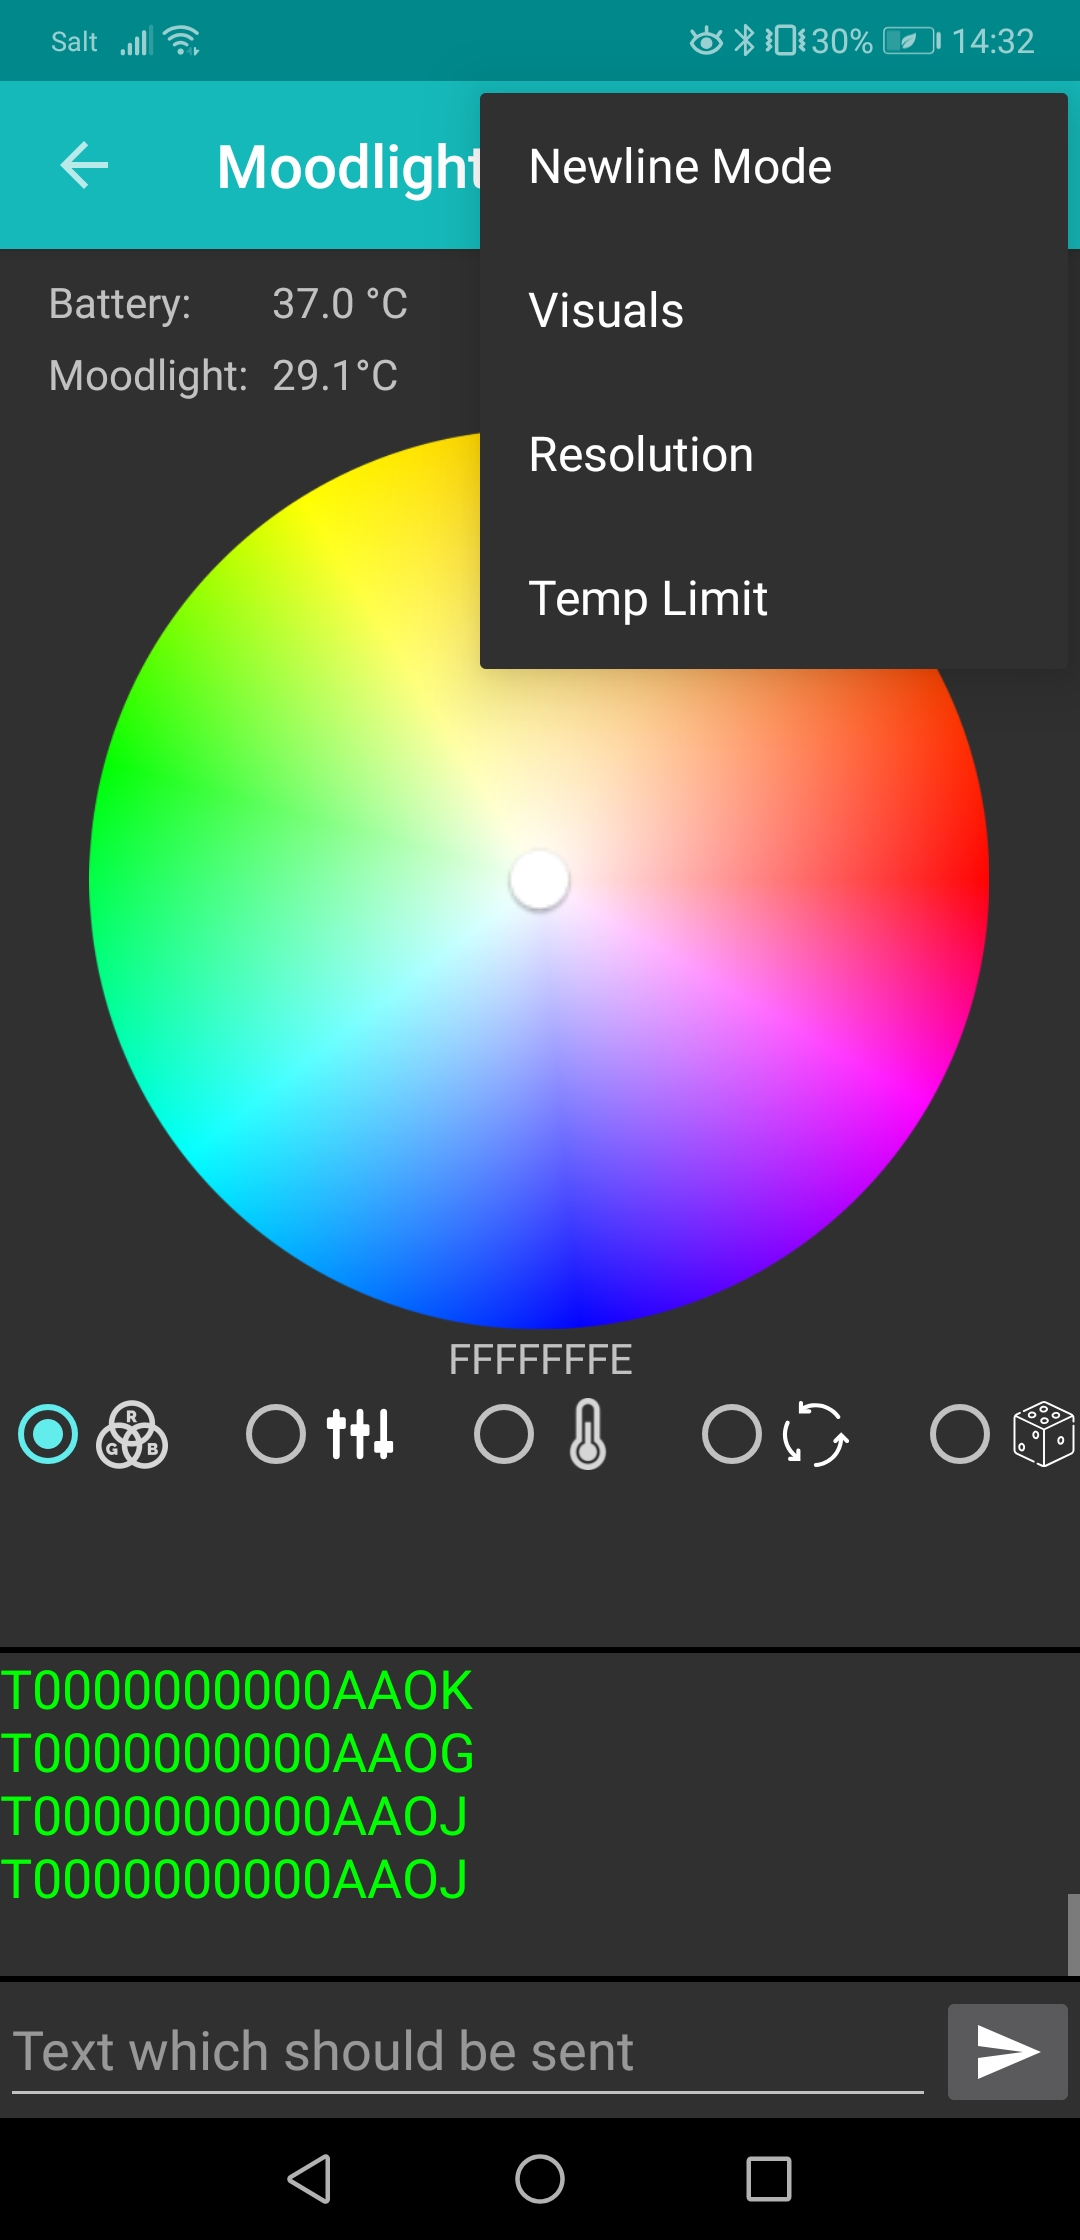 Salt 30% 14:32
Moodlight
Newline Mode
Visuals
Resolution
Temp Limit
Battery: 37.0 °C
Moodlight: 29.1°C
FFFFFFFE
R
G B
T0000000000AAOK
T0000000000AAOG
T0000000000AAOJ
T0000000000AAOJ
Text which should be sent